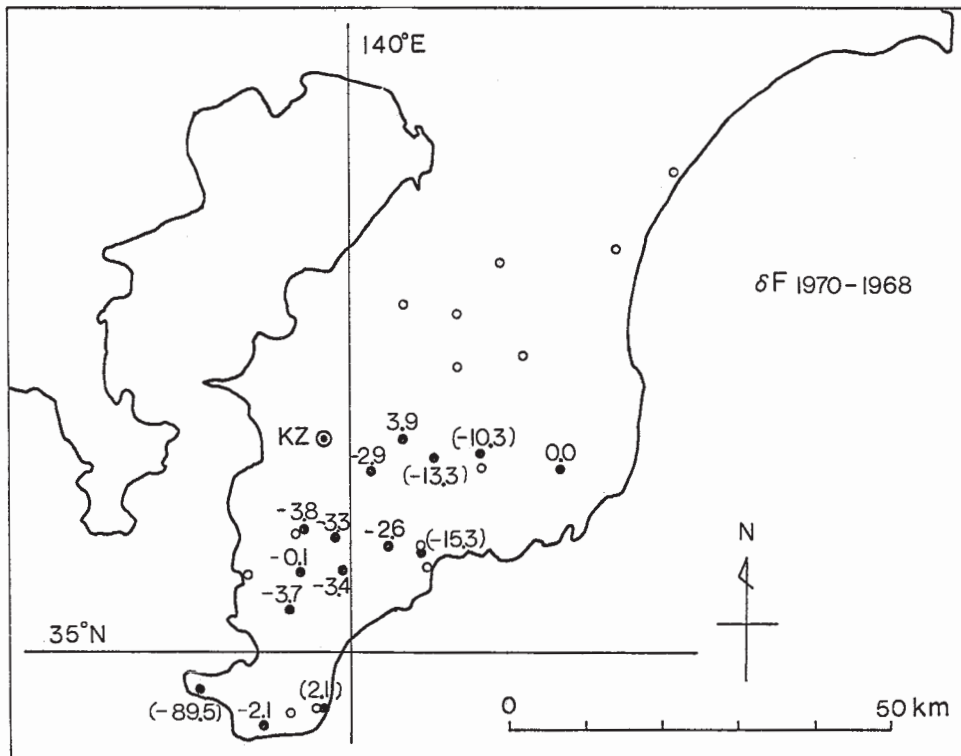 140°E
δF 1970-1968
3.9
KZ
(-10.3)
-2.9
(-13.3)
0.0
-3.8
-3.3
-2.6
(-15.3)
-0.1
-3.4
-3.7
N
35°N
(2.1)
(-89.5)
-2.1
0
50 km